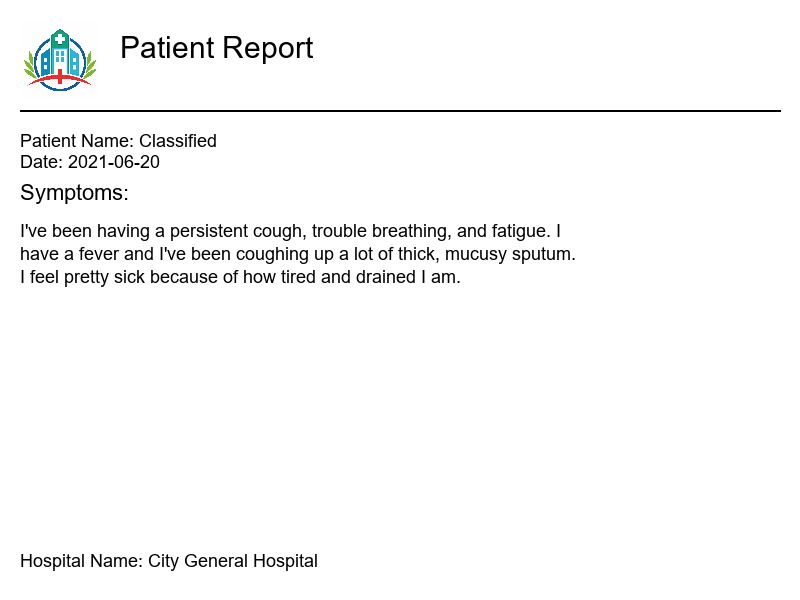 Patient Report
Patient Name: Classified
Date: 2021-06-20
Symptoms:
I've been having a persistent cough, trouble breathing, and fatigue. I
have a fever and I've been coughing up a lot of thick, mucusy sputum.
I feel pretty sick because of how tired and drained I am.
Hospital Name: City General Hospital